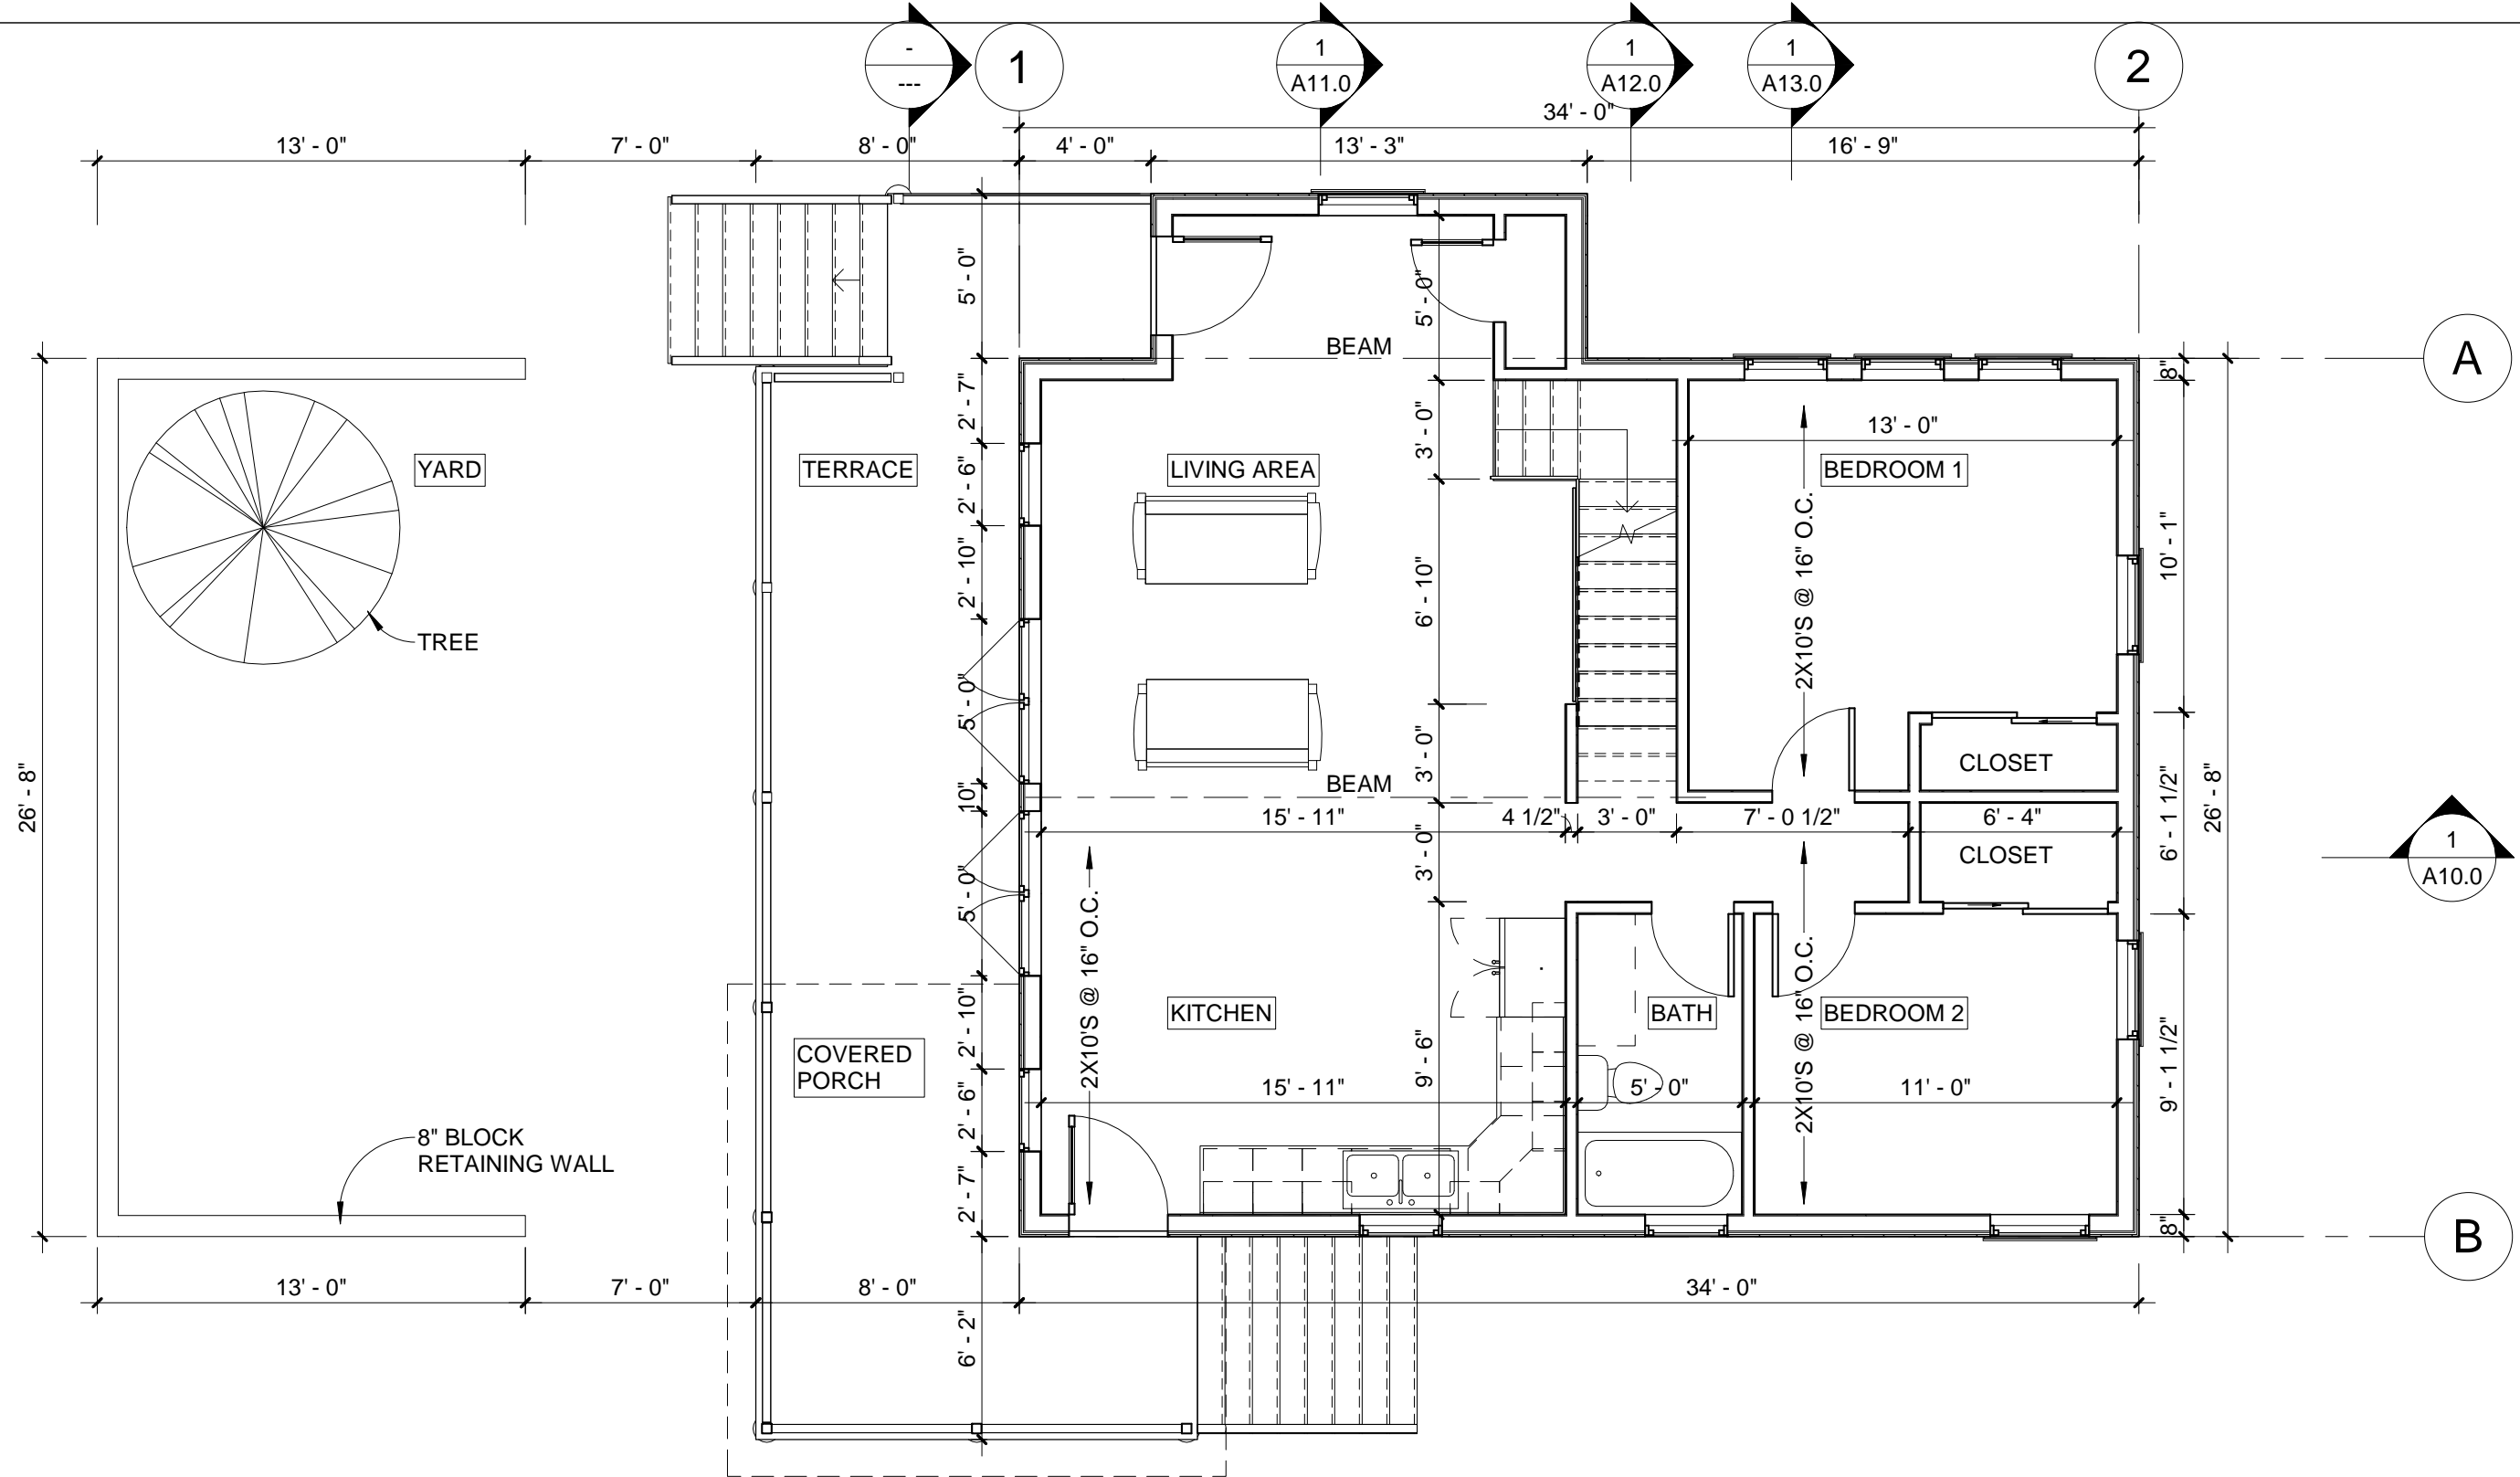 -
---
1
1
A11.0
1
A12.0
1
A13.0
2
34' - 0"
13' - 0"
7' - 0"
8' - 0"
4' - 0"
13' - 3"
16' - 9"
5' - 0"
5' - 0"
BEAM
A
8"
2' - 7"
3' - 0"
13' - 0"
YARD
TERRACE
LIVING AREA
BEDROOM 1
2' - 6"
2X10'S @ 16" O.C.
10' - 1"
2' - 10"
6' - 10"
TREE
5' - 0"
3' - 0"
CLOSET
BEAM
26' - 8"
10"
15' - 11"
4 1/2"
3' - 0"
7' - 0 1/2"
6' - 4"
6' - 1 1/2"
26' - 8"
1
A10.0
3' - 0"
CLOSET
5' - 0"
2X10'S @ 16" O.C.
2X10'S @ 16" O.C.
KITCHEN
BATH
BEDROOM 2
2' - 10"
COVERED
PORCH
9' - 6"
9' - 1 1/2"
15' - 11"
5' - 0"
11' - 0"
2' - 6"
8" BLOCK
RETAINING WALL
2' - 7"
8"
B
13' - 0"
7' - 0"
8' - 0"
34' - 0"
6' - 2"